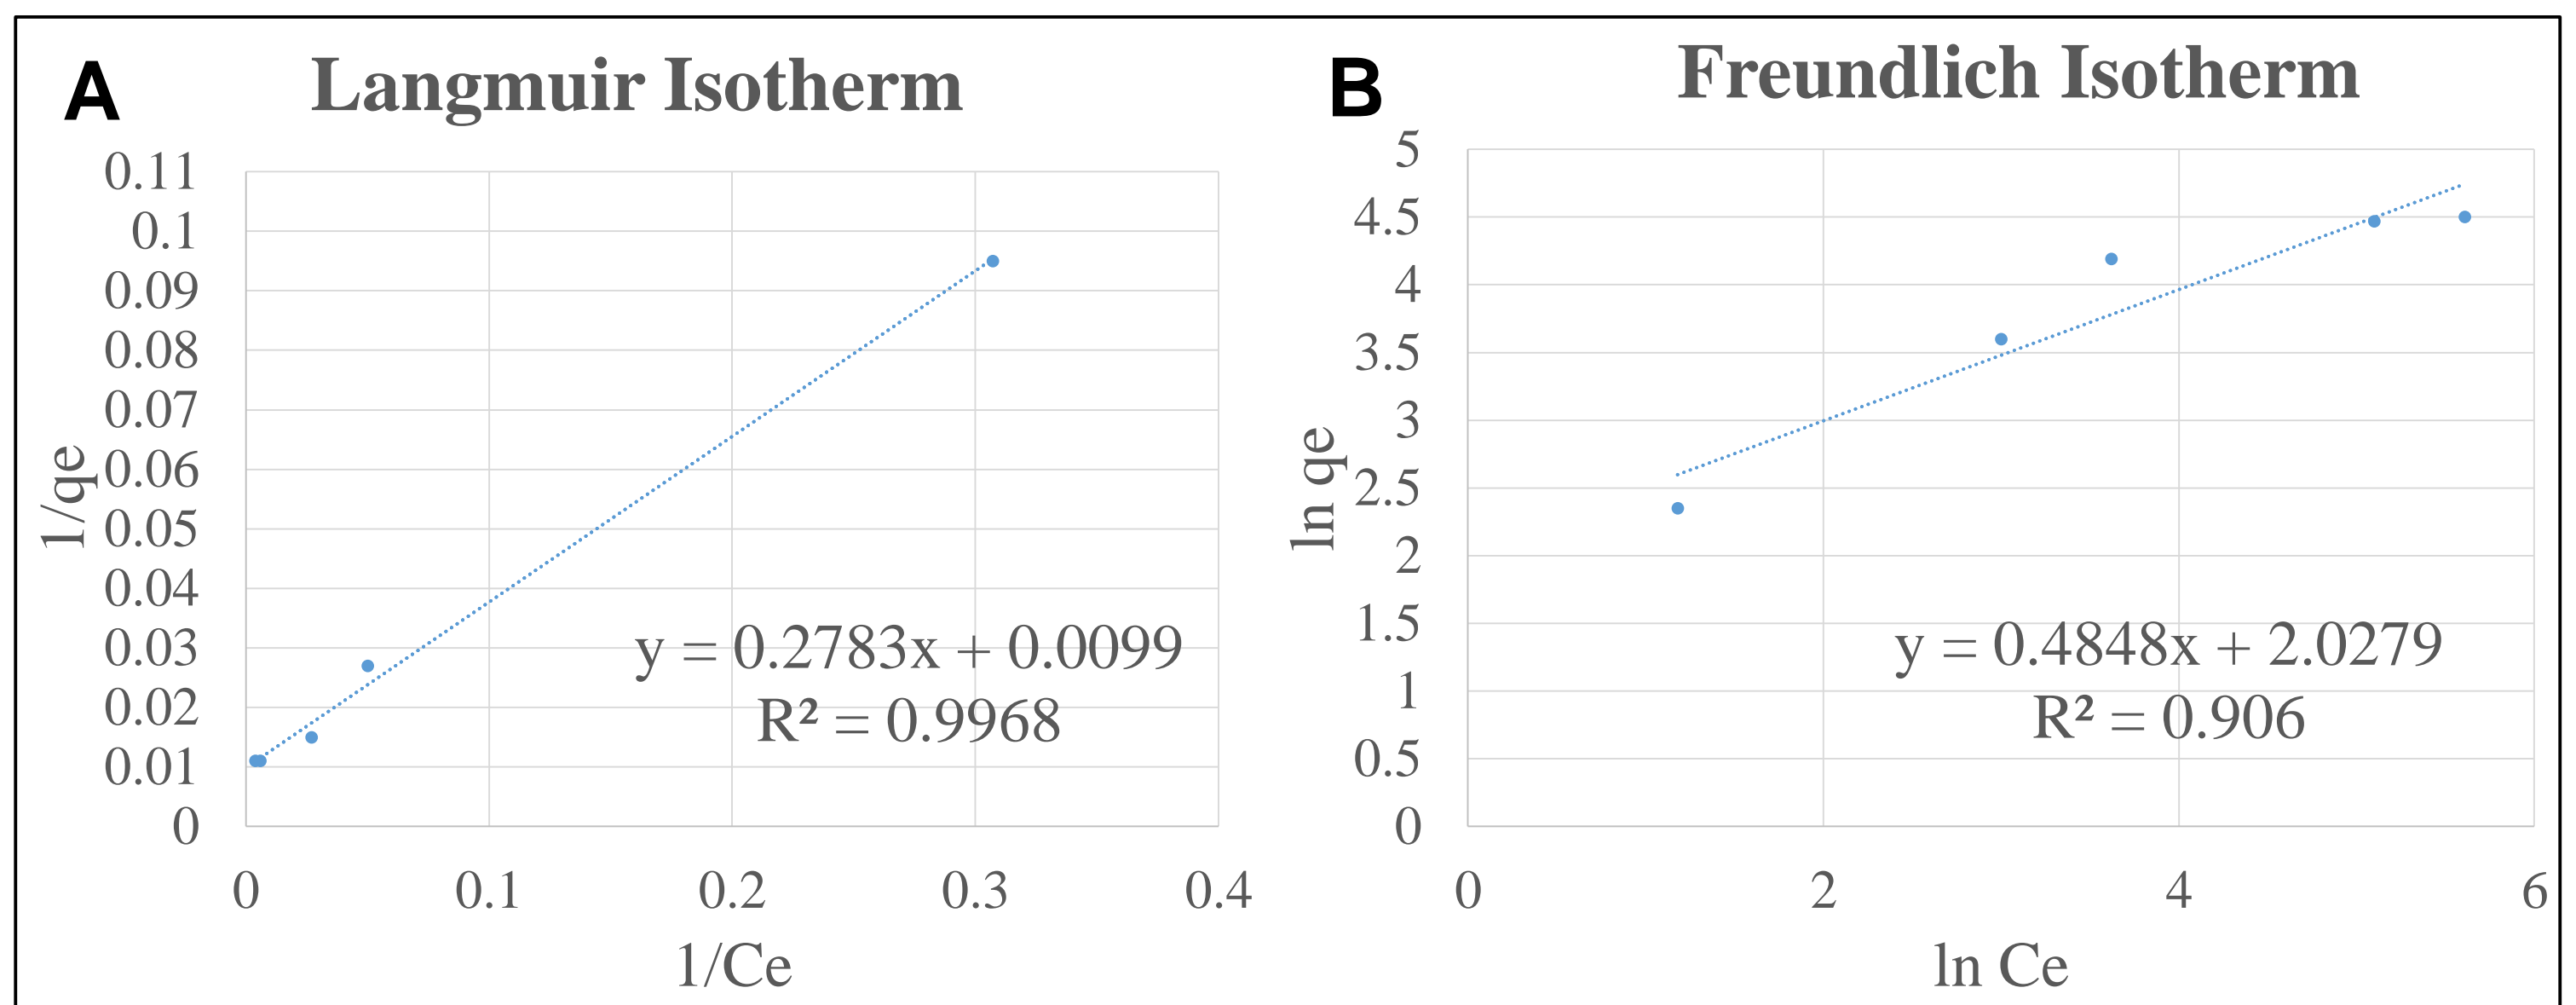 A
Langmuir Isotherm
0.11
0.1
0.09
0.08
0.07
0.06
0.05
0.04
0.03
0.02
0.01
0
1/qe
y = 0.2783x + 0.0099
R² = 0.9968
0 0.1 0.2 0.3 0.4
1/Ce
B
Freundlich Isotherm
5
4.5
4
3.5
3
2.5
2
1.5
1
0.5
0
ln qe
y = 0.4848x + 2.0279
R² = 0.906
0 2 4 6
ln Ce